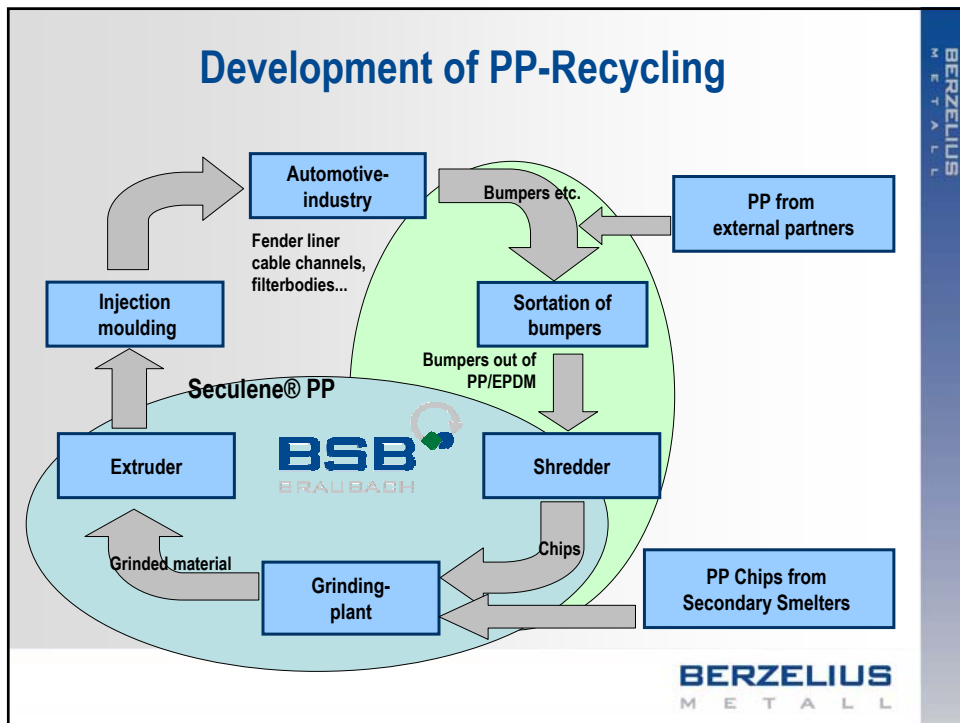 Development of PP-Recycling
BERZELIUS
METALL
Automotive-
industry
Bumpers etc.
PP from
external partners
Fender liner
cable channels,
filterbodies...
Injection
moulding
Sortation of
bumpers
Bumpers out of
PP/EPDM
Seculene® PP
BSB
BRAUBACH
Extruder
Shredder
Grinded material
Chips
Grinding-
plant
PP Chips from
Secondary Smelters
BERZELIUS
METALL